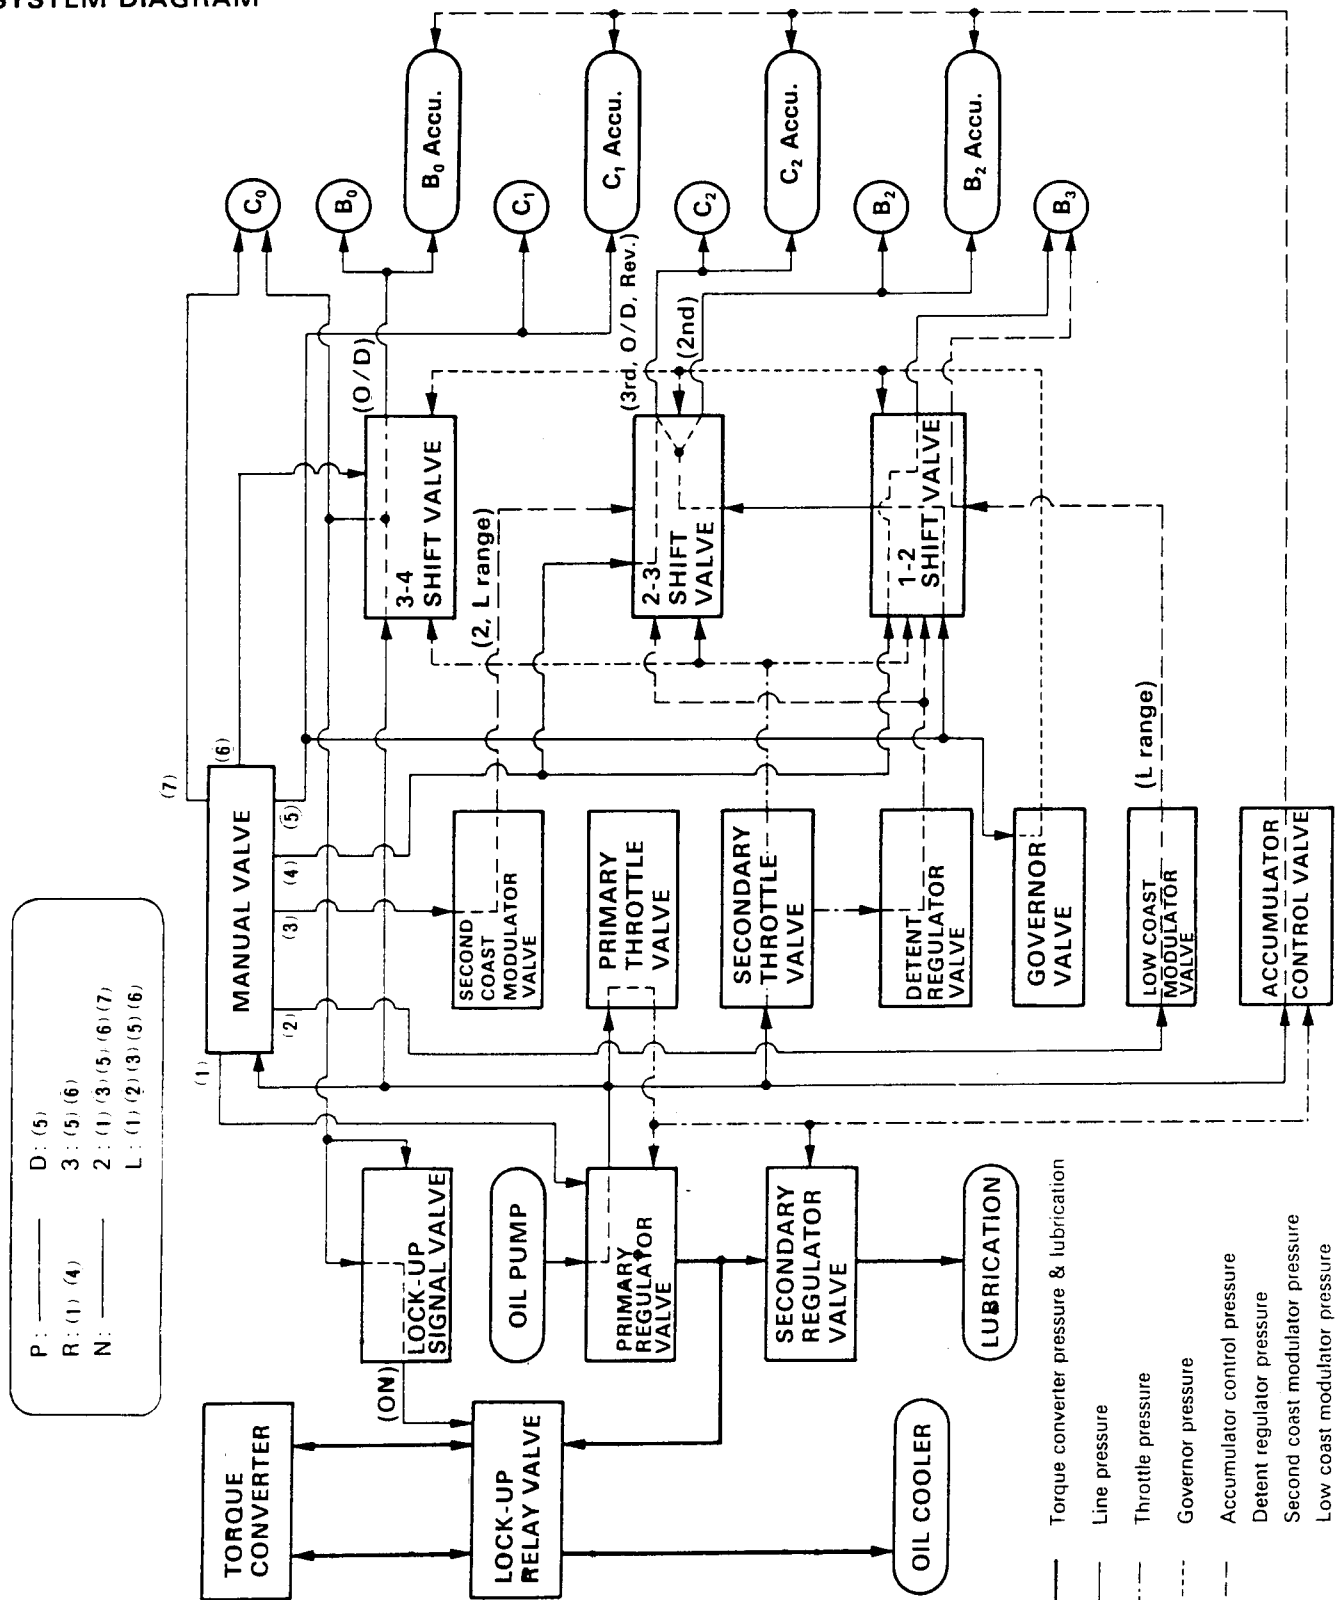 SYSTEM DIAGRAM
P: ———
R: (1) (4)
N: ———
D: (5)
3: (5) (6)
2: (1) (3) (5) (6) (7)
L: (1) (2) (3) (5) (6)
TORQUE
CONVERTER
LOCK-UP
RELAY VALVE
OIL COOLER
(ON)
LOCK-UP
SIGNAL VALVE
OIL PUMP
PRIMARY
REGULATOR
VALVE
SECONDARY
REGULATOR
VALVE
LUBRICATION
MANUAL VALVE
(1)
(2)
(3)
(4)
(5)
(6)
(7)
SECOND
COAST
MODULATOR
VALVE
PRIMARY
THROTTLE
VALVE
SECONDARY
THROTTLE
VALVE
DETENT
REGULATOR
VALVE
GOVERNOR
VALVE
LOW COAST
MODULATOR
VALVE
ACCUMULATOR
CONTROL VALVE
(2, L range)
(L range)
3-4
SHIFT VALVE
2-3
SHIFT
VALVE
1-2
SHIFT VALVE
(O/D)
(3rd, O/D, Rev.)
(2nd)
C0
B0
B0 Accu.
C1
C1 Accu.
C2
C2 Accu.
B2
B2 Accu.
B3
Torque converter pressure & lubrication
Line pressure
Throttle pressure
Governor pressure
Accumulator control pressure
Detent regulator pressure
Second coast modulator pressure
Low coast modulator pressure